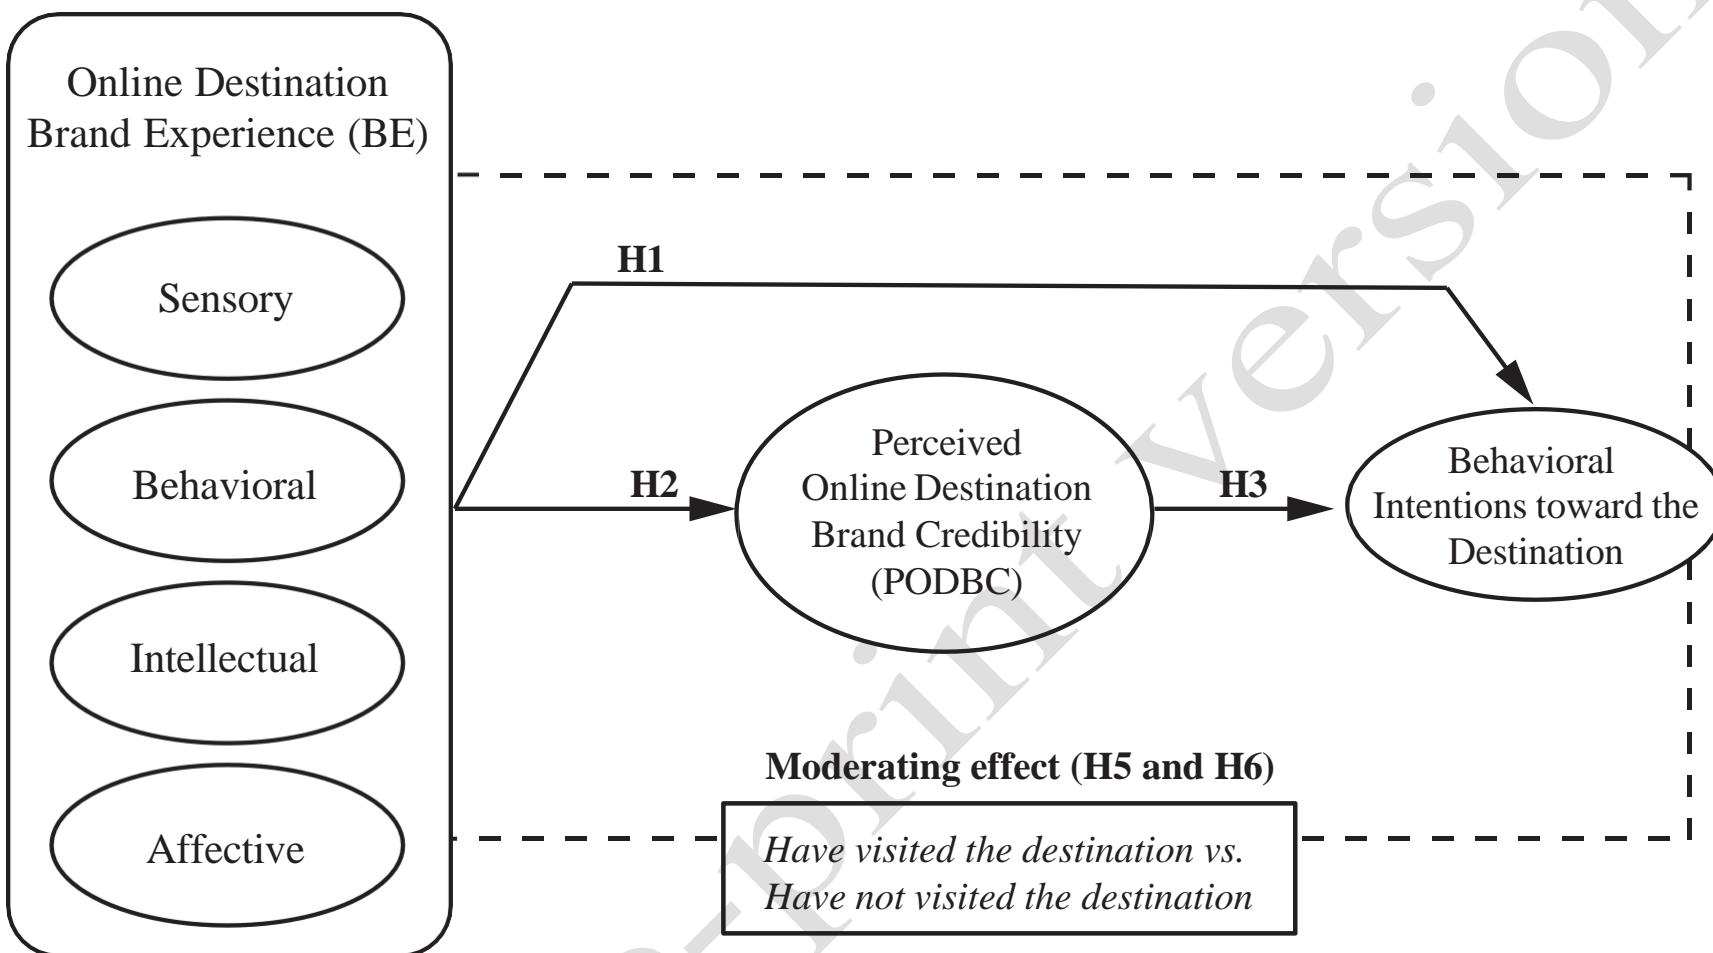 Online Destination
Brand Experience (BE)
Sensory
Behavioral
Intellectual
Affective
H1
H2
Perceived
Online Destination
Brand Credibility
(PODBC)
H3
Behavioral
Intentions toward the
Destination
Moderating effect (H5 and H6)
Have visited the destination vs.
Have not visited the destination
-print version